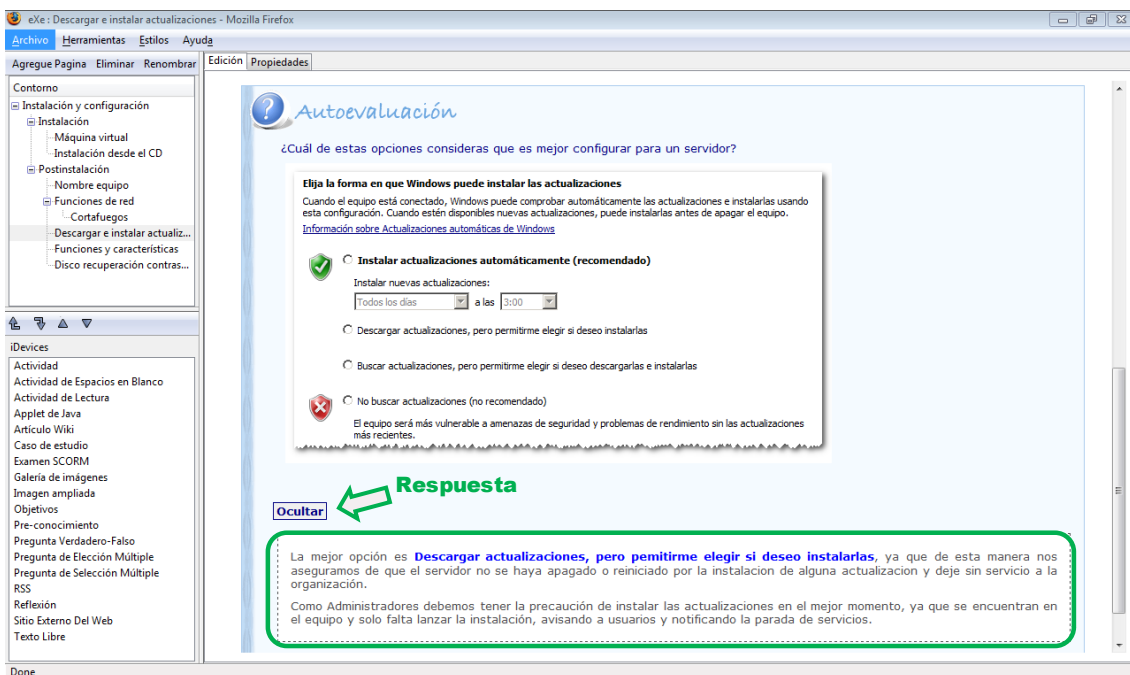 eXe : Descargar e instalar actualizaciones - Mozilla Firefox
Archivo Herramientas Estilos Ayuda
Agregue Pagina Eliminar Renombrar
Edición Propiedades
Contorno
Instalación y configuración
Instalación
Máquina virtual
Instalación desde el CD
Postinstalación
Nombre equipo
Funciones de red
Cortafuegos
Descargar e instalar actualiz...
Funciones y características
Disco recuperación contras...
iDevices
Actividad
Actividad de Espacios en Blanco
Actividad de Lectura
Applet de Java
Artículo Wiki
Caso de estudio
Examen SCORM
Galería de imágenes
Imagen ampliada
Objetivos
Pre-conocimiento
Pregunta Verdadero-Falso
Pregunta de Elección Múltiple
Pregunta de Selección Múltiple
RSS
Reflexión
Sitio Externo Del Web
Texto Libre
Autoevaluación
¿Cuál de estas opciones consideras que es mejor configurar para un servidor?
Elija la forma en que Windows puede instalar las actualizaciones
Cuando el equipo está conectado, Windows puede comprobar automáticamente las actualizaciones e instalarlas usando
esta configuración. Cuando estén disponibles nuevas actualizaciones, puede instalarlas antes de apagar el equipo.
Información sobre Actualizaciones automáticas de Windows
Instalar actualizaciones automáticamente (recomendado)
Instalar nuevas actualizaciones:
Todos los días a las 3:00
Descargar actualizaciones, pero permitirme elegir si deseo instalarlas
Buscar actualizaciones, pero permitirme elegir si deseo descargarlas e instalarlas
No buscar actualizaciones (no recomendado)
El equipo será más vulnerable a amenazas de seguridad y problemas de rendimiento sin las actualizaciones
más recientes.
Respuesta
Ocultar
La mejor opción es Descargar actualizaciones, pero pemitirme elegir si deseo instalarlas, ya que de esta manera nos
aseguramos de que el servidor no se haya apagado o reiniciado por la instalacion de alguna actualizacion y deje sin servicio a la
organización.
Como Administradores debemos tener la precaución de instalar las actualizaciones en el mejor momento, ya que se encuentran en
el equipo y solo falta lanzar la instalación, avisando a usuarios y notificando la parada de servicios.
Done